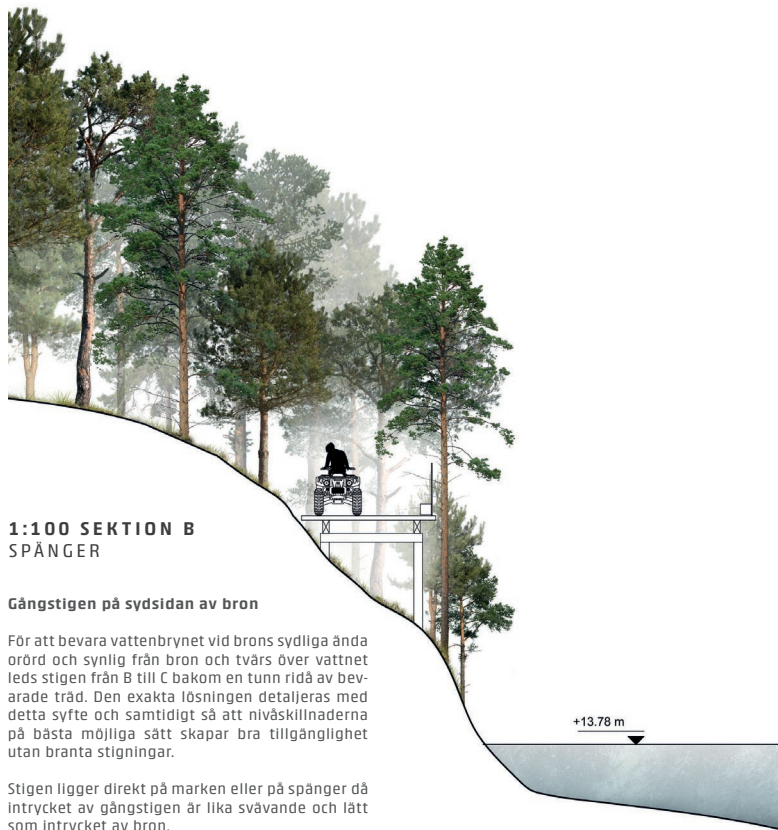 1:100 SEKTION B
SPÄNGER
Gångstigen på sydsidan av bron
För att bevara vattenbrynet vid brons sydliga ända
orörd och synlig från bron och tvärs över vattnet
leds stigen från B till C bakom en tunn ridå av bev-
arade träd. Den exakta lösningen detaljeras med
detta syfte och samtidigt så att nivåskillnaderna
på bästa möjliga sätt skapar bra tillgänglighet
utan branta stigningar.
Stigen ligger direkt på marken eller på spänger då
intrycket av gångstigen är lika svävande och lätt
som intrycket av bron.
+13.78 m